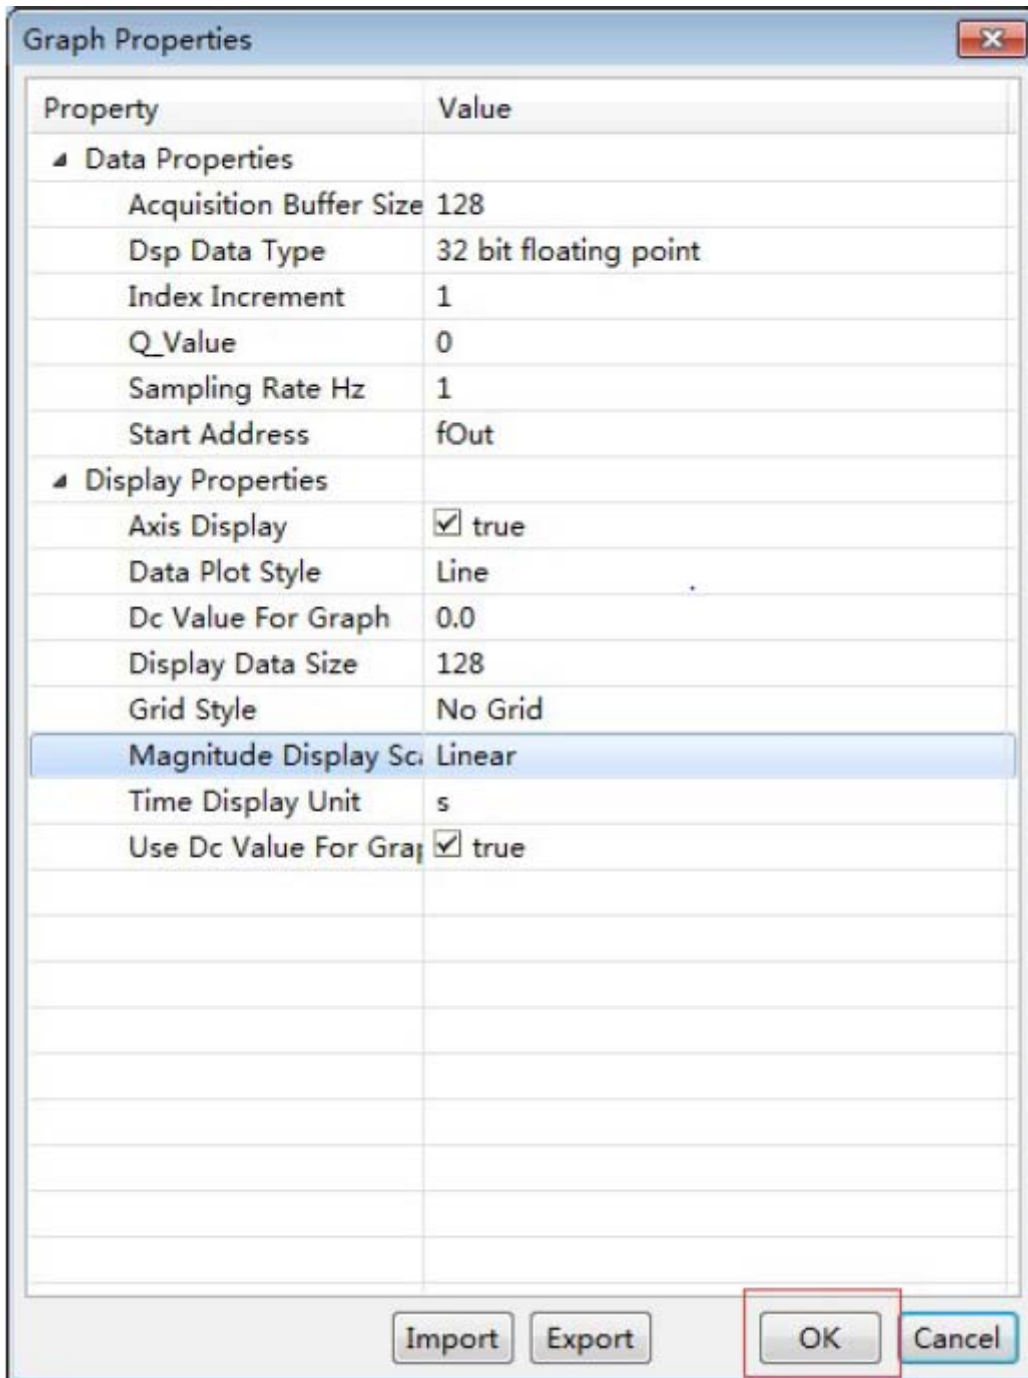 Graph Properties
Property Value
Data Properties
Acquisition Buffer Size 128
Dsp Data Type 32 bit floating point
Index Increment 1
Q_Value 0
Sampling Rate Hz 1
Start Address fOut
Display Properties
Axis Display true
Data Plot Style Line
Dc Value For Graph 0.0
Display Data Size 128
Grid Style No Grid
Magnitude Display Sca Linear
Time Display Unit s
Use Dc Value For Grap true
Import Export OK Cancel